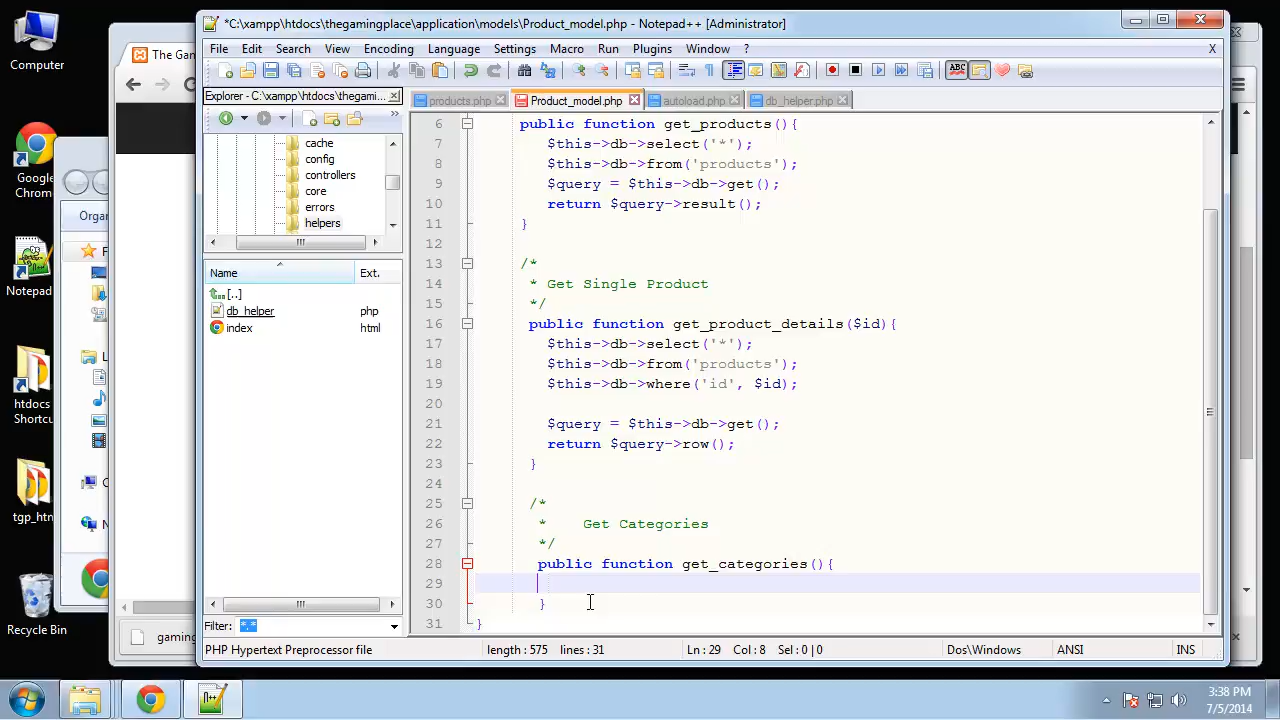 *C:\xampp\htdocs\thegamingplace\application\models\Product_model.php - Notepad++ [Administrator]
Computer
The Gam
File Edit Search View Encoding Language Settings Macro Run Plugins Window ? X
ABC
Explorer - C:\xampp\htdocs\thegami...
products.php Product_model.php autoload.php db_helper.php
Google
Chrom
cache
config
controllers
core
errors
helpers
Organ
Name Ext.
[..]
db_helper php
index html
Notepad
htdocs
Shortcu
tgp_htn
Recycle Bin
6 public function get_products(){
7 $this->db->select('*');
8 $this->db->from('products');
9 $query = $this->db->get();
10 return $query->result();
11 }
12
13 /*
14 * Get Single Product
15 */
16 public function get_product_details($id){
17 $this->db->select('*');
18 $this->db->from('products');
19 $this->db->where('id', $id);
20
21 $query = $this->db->get();
22 return $query->row();
23 }
24
25 /*
26 * Get Categories
27 */
28 public function get_categories(){
29
30 }
31 }
Filter: *.*
gaming
PHP Hypertext Preprocessor file length : 575 lines : 31 Ln : 29 Col : 8 Sel : 0 | 0 Dos\Windows ANSI INS
3:38 PM
7/5/2014